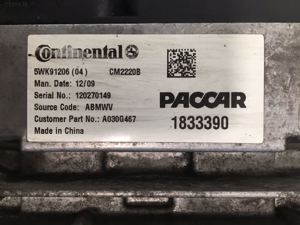 Continental
5WK91206 (04) CM2220B
Man. Date: 12/09
Serial No.: 120270149
Source Code: ABMWV
Customer Part No.: A030G467
Made in China
PACCAR
1833390